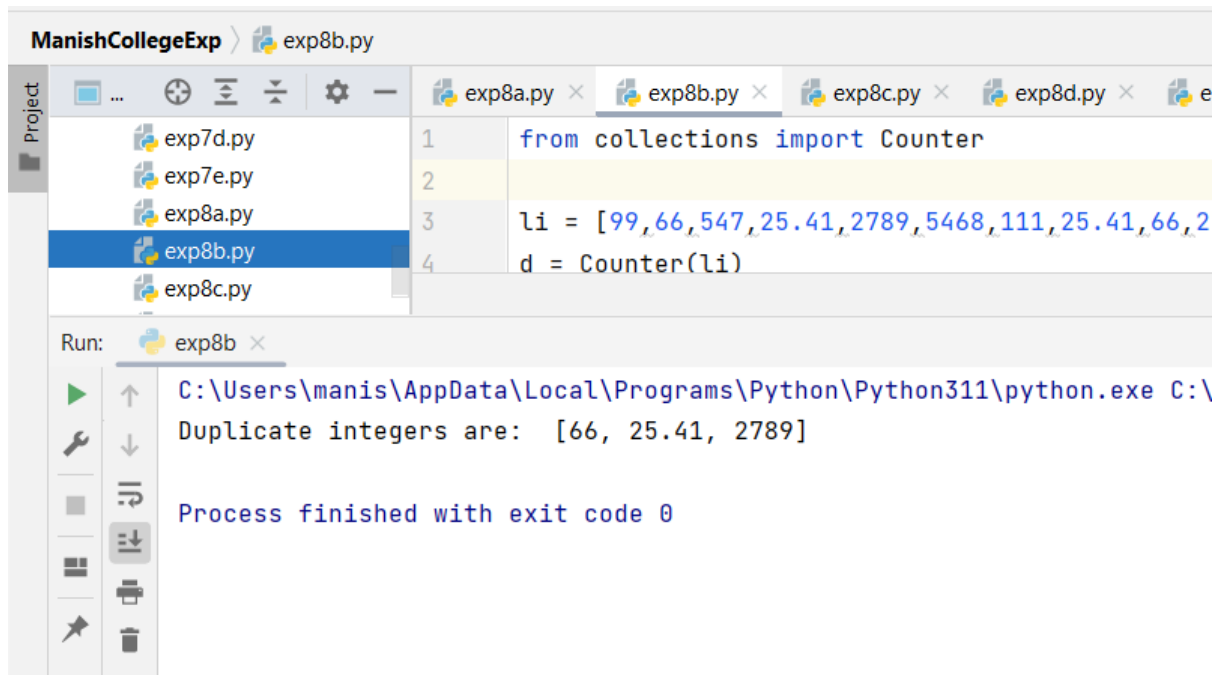 ManishCollegeExp exp8b.py
Project
... exp8a.py exp8b.py exp8c.py exp8d.py e
exp7d.py
exp7e.py
exp8a.py
exp8b.py
exp8c.py
1 from collections import Counter
2
3 li = [99,66,547,25.41,2789,5468,111,25.41,66,2
4 d = Counter(li)
Run: exp8b
C:\Users\manis\AppData\Local\Programs\Python\Python311\python.exe C:\
Duplicate integers are:  [66, 25.41, 2789]
Process finished with exit code 0